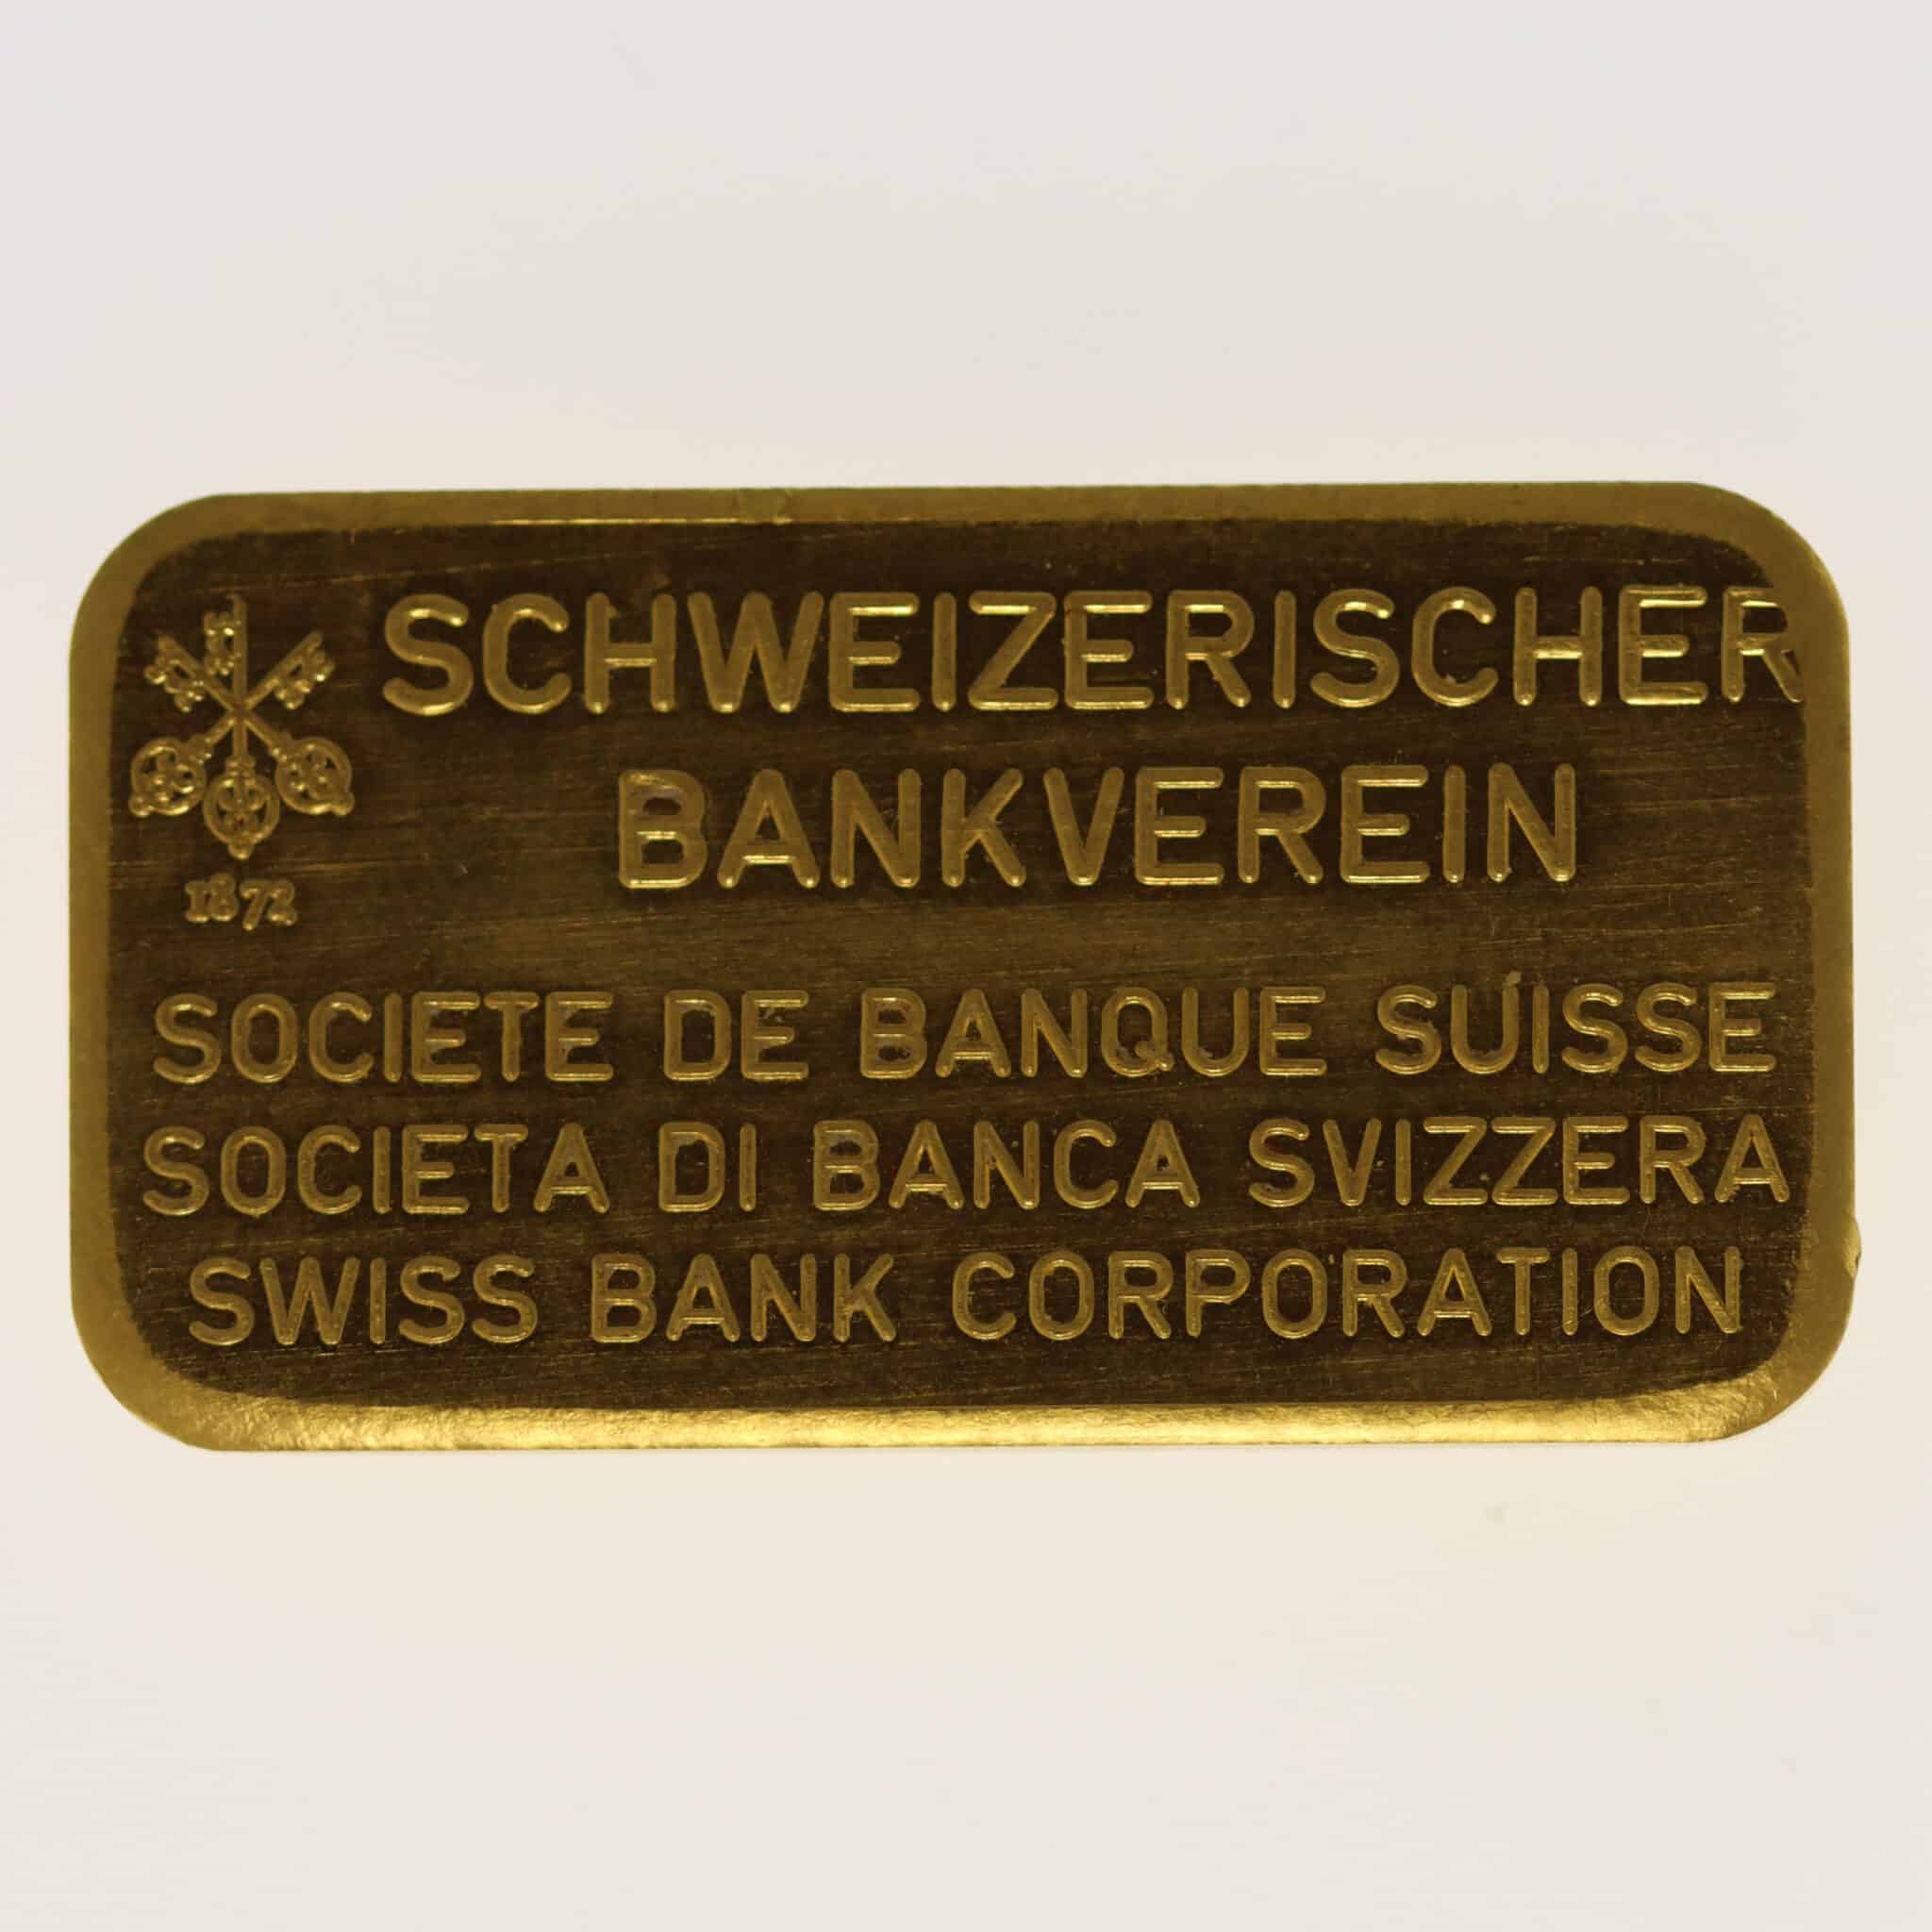 SCHWEIZERISCHER
BANKVEREIN
1872
SOCIETE DE BANQUE SUISSE
SOCIETA DI BANCA SVIZZERA
SWISS BANK CORPORATION